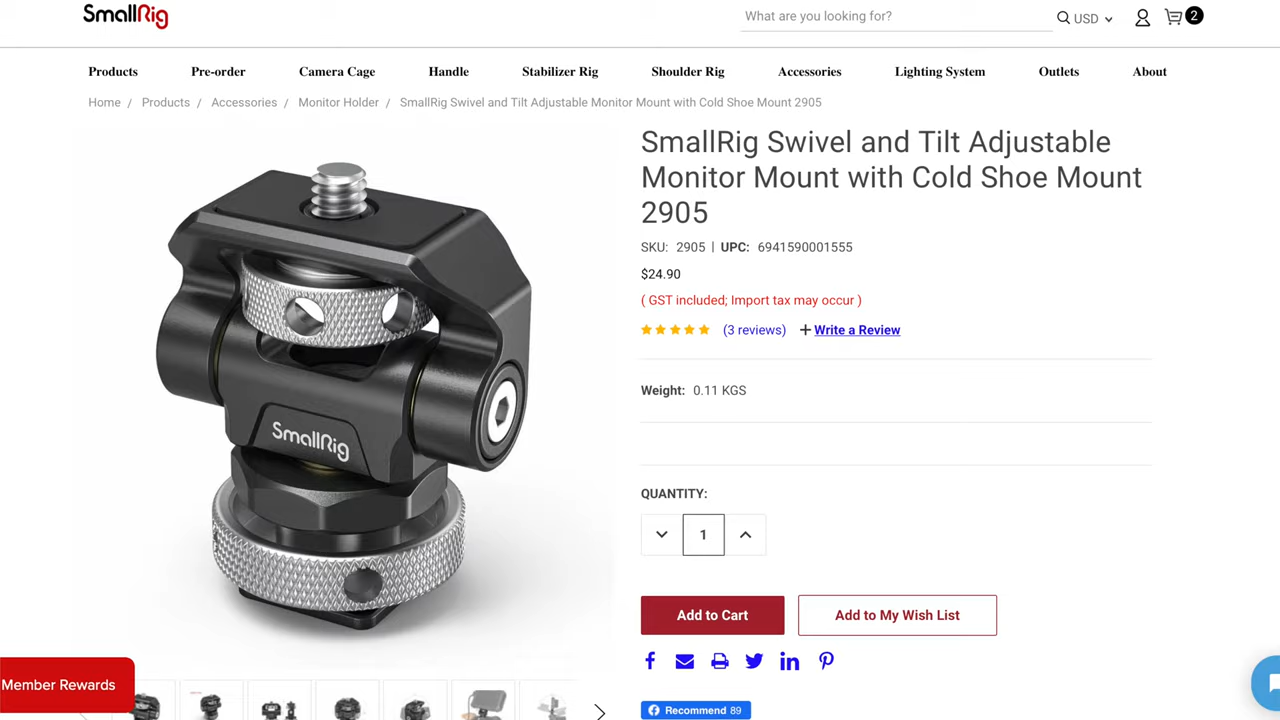 SmallRig
What are you looking for?
USD
2
Products
Pre-order
Camera Cage
Handle
Stabilizer Rig
Shoulder Rig
Accessories
Lighting System
Outlets
About
Home / Products / Accessories / Monitor Holder / SmallRig Swivel and Tilt Adjustable Monitor Mount with Cold Shoe Mount 2905
SmallRig Swivel and Tilt Adjustable
Monitor Mount with Cold Shoe Mount
2905
SKU: 2905 | UPC: 6941590001555
$24.90
( GST included; Import tax may occur )
(3 reviews) + Write a Review
Weight: 0.11 KGS
SmallRig
QUANTITY:
1
Add to Cart
Add to My Wish List
Member Rewards
Recommend 89